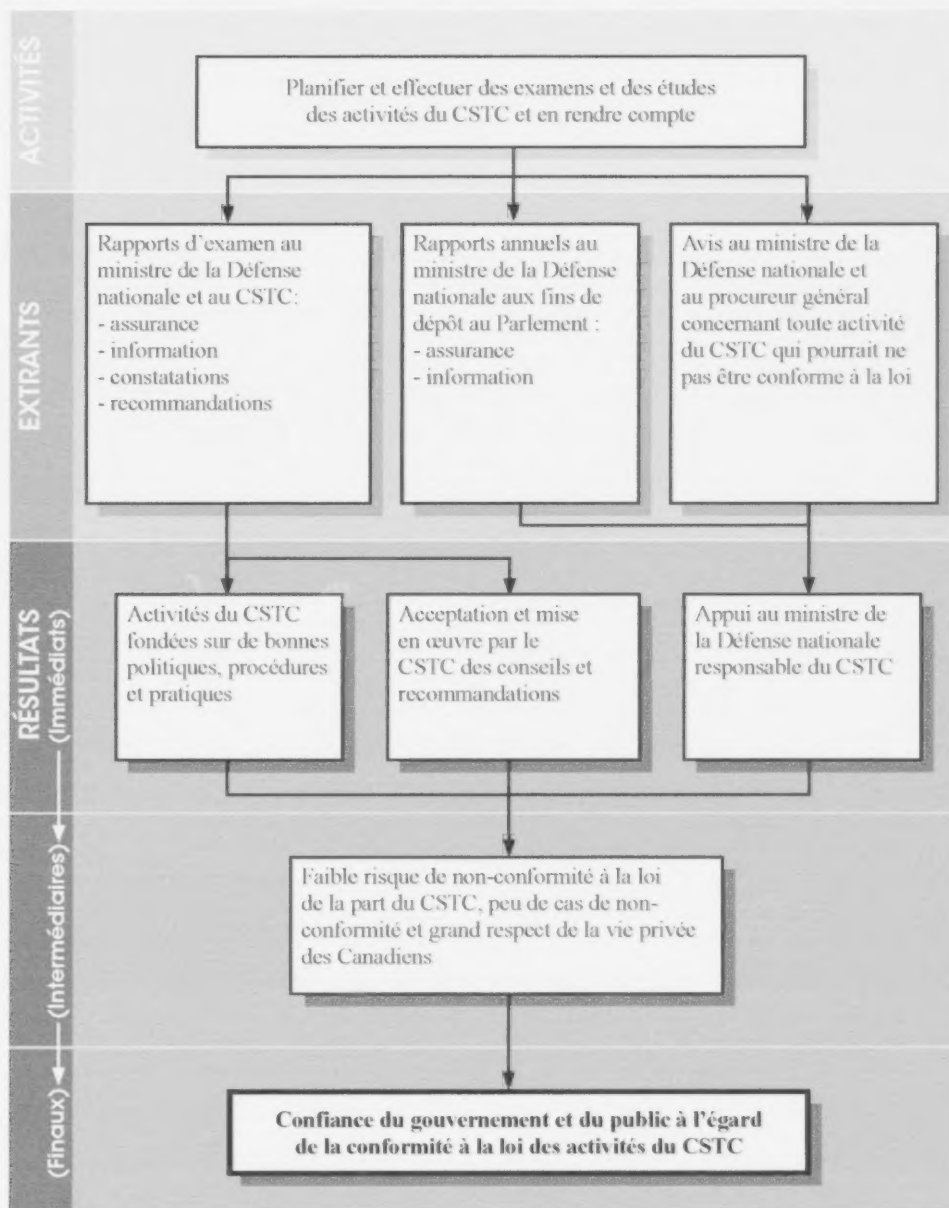 ACTIVITÉS
Planifier et effectuer des examens et des études
des activités du CSTC et en rendre compte
EXTRANTS
Rapports d'examen au
ministre de la Défense
nationale et au CSTC:
- assurance
- information
- constatations
- recommandations
Rapports annuels au
ministre de la Défense
nationale aux fins de
dépôt au Parlement :
- assurance
- information
Avis au ministre de la
Défense nationale et
au procureur général
concernant toute activité
du CSTC qui pourrait ne
pas être conforme à la loi
RÉSULTATS
(Immédiats)
Activités du CSTC
fondées sur de bonnes
politiques, procédures
et pratiques
Acceptation et mise
en œuvre par le
CSTC des conseils et
recommandations
Appui au ministre de
la Défense nationale
responsable du CSTC
(Intermédiaires)
Faible risque de non-conformité à la loi
de la part du CSTC, peu de cas de non-
conformité et grand respect de la vie privée
des Canadiens
(Finaux)
Confiance du gouvernement et du public à l'égard
de la conformité à la loi des activités du CSTC